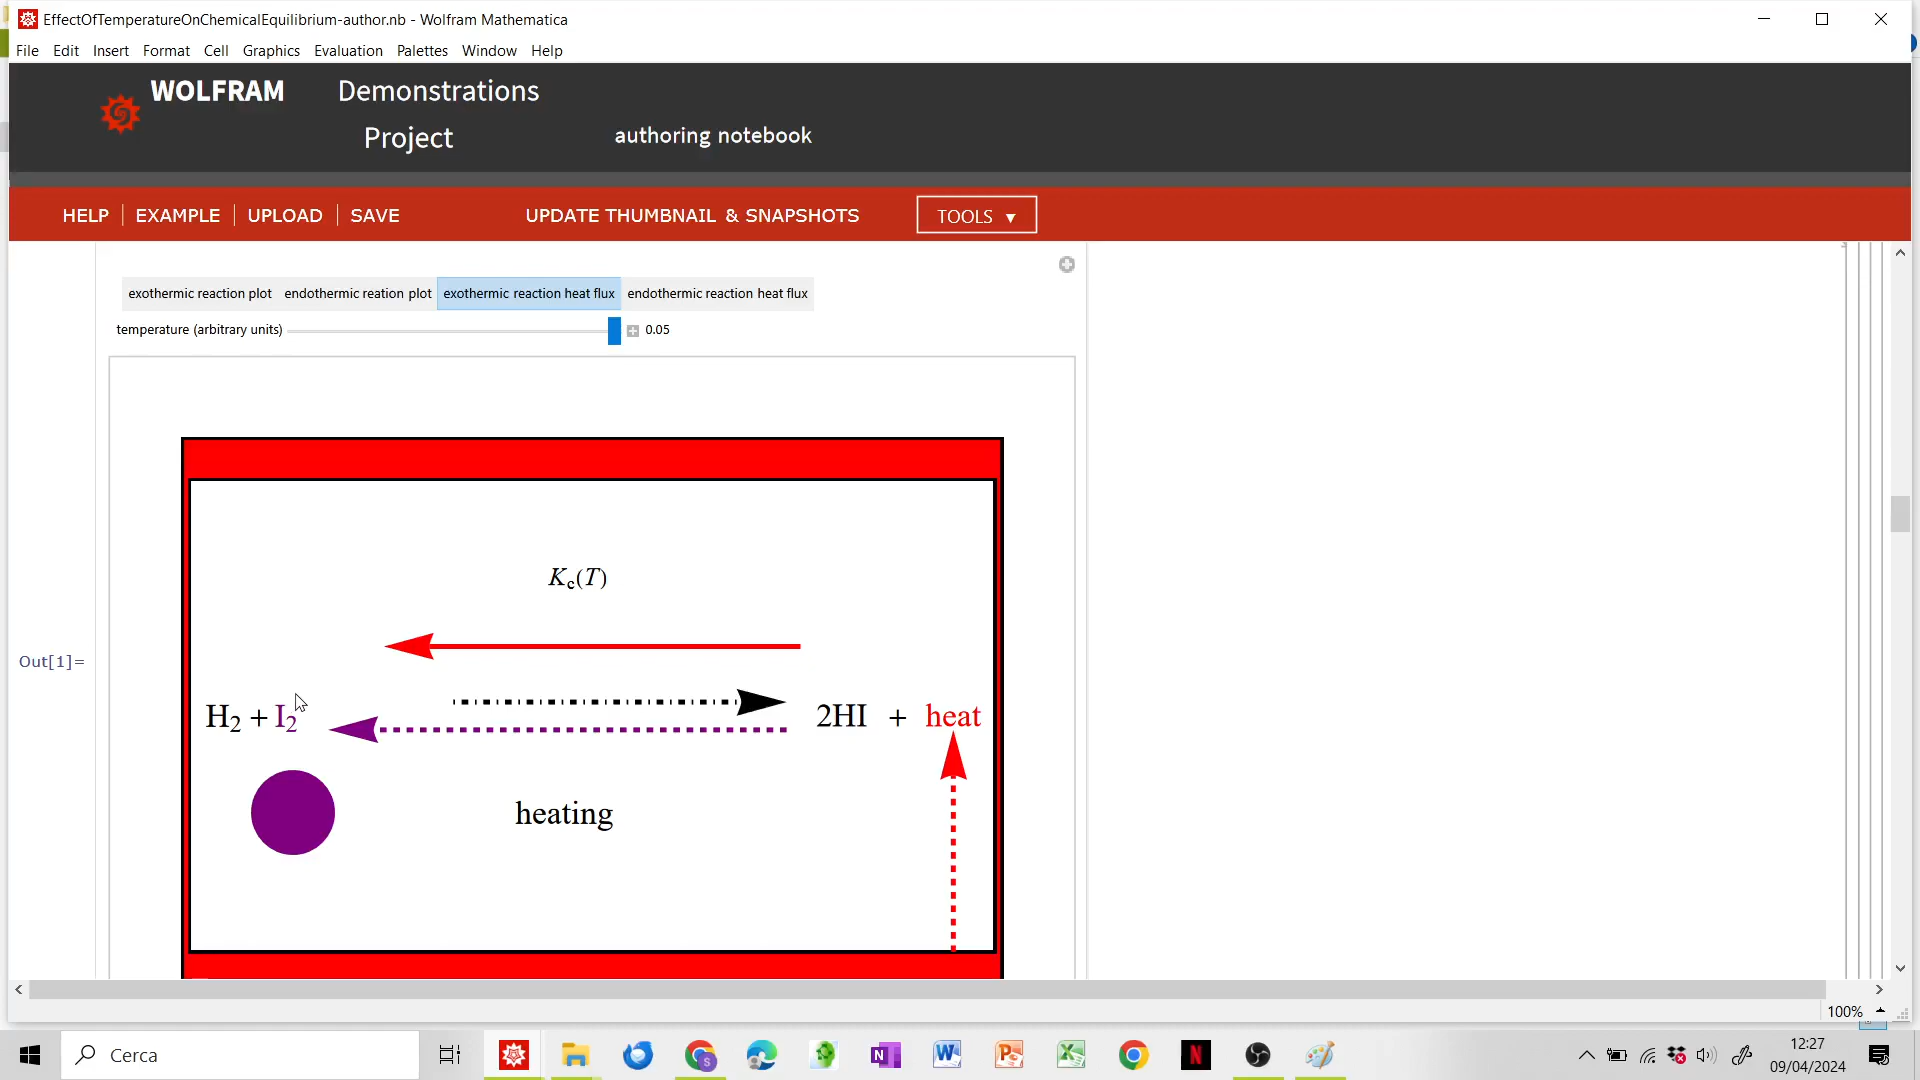 EffectOfTemperatureOnChemicalEquilibrium-author.nb - Wolfram Mathematica
File Edit Insert Format Cell Graphics Evaluation Palettes Window Help
WOLFRAM Demonstrations
Project authoring notebook
HELP | EXAMPLE | UPLOAD | SAVE UPDATE THUMBNAIL & SNAPSHOTS TOOLS ▼
exothermic reaction plot endothermic reation plot exothermic reaction heat flux endothermic reaction heat flux
temperature (arbitrary units) 0.05
Kc(T)
Out[1]=
H2 + I2 2HI + heat
heating
100%
Cerca
12:27
09/04/2024